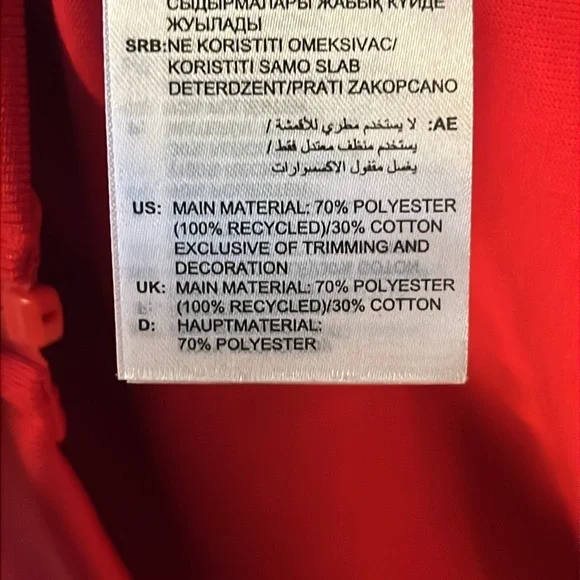 СЫДЫРМАЛАРЫ ЖАБЫҚ КҮЙДЕ
ЖУЫЛАДЫ
SRB:NE KORISTITI OMEKSIVAC/
KORISTITI SAMO SLAB
DETERDZENT/PRATI ZAKOPCANO
AE: لا يستخدم مطري للأقمشة /
يستخدم منظف معتدل فقط /
يغسل مقفول الاكسسوارات
US: MAIN MATERIAL: 70% POLYESTER
(100% RECYCLED)/30% COTTON
EXCLUSIVE OF TRIMMING AND
DECORATION
UK: MAIN MATERIAL: 70% POLYESTER
(100% RECYCLED)/30% COTTON
D: HAUPTMATERIAL:
70% POLYESTER